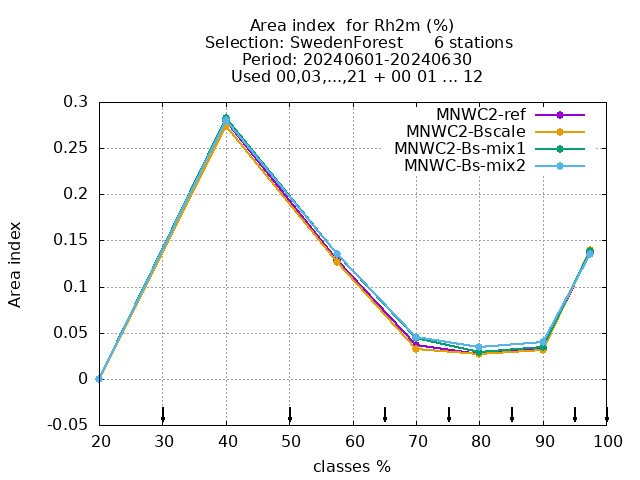 Area index  for Rh2m (%)
Selection: SwedenForest      6 stations
Period: 20240601-20240630
Used 00,03,...,21 + 00 01 ... 12
MNWC2-ref
MNWC2-Bscale
MNWC2-Bs-mix1
MNWC-Bs-mix2
Area index
0.3
0.25
0.2
0.15
0.1
0.05
0
-0.05
20 30 40 50 60 70 80 90 100
classes %